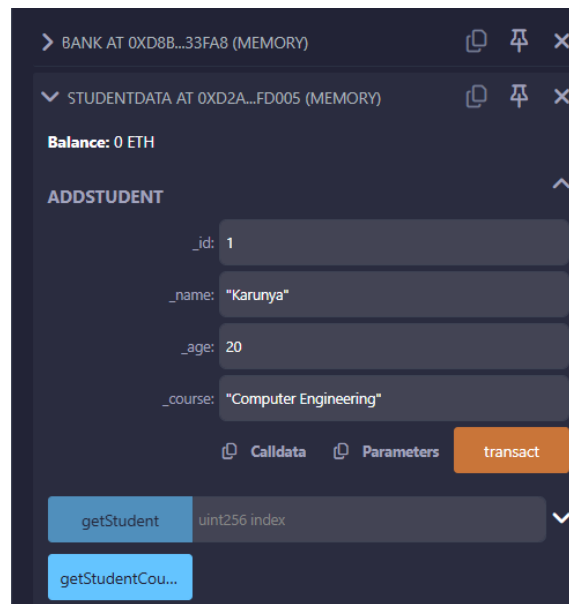 BANK AT 0XD8B...33FA8 (MEMORY)
STUDENTDATA AT 0XD2A...FD005 (MEMORY)
Balance: 0 ETH
ADDSTUDENT
_id: 1
_name: "Karunya"
_age: 20
_course: "Computer Engineering"
Calldata Parameters transact
getStudent uint256 index
getStudentCou...